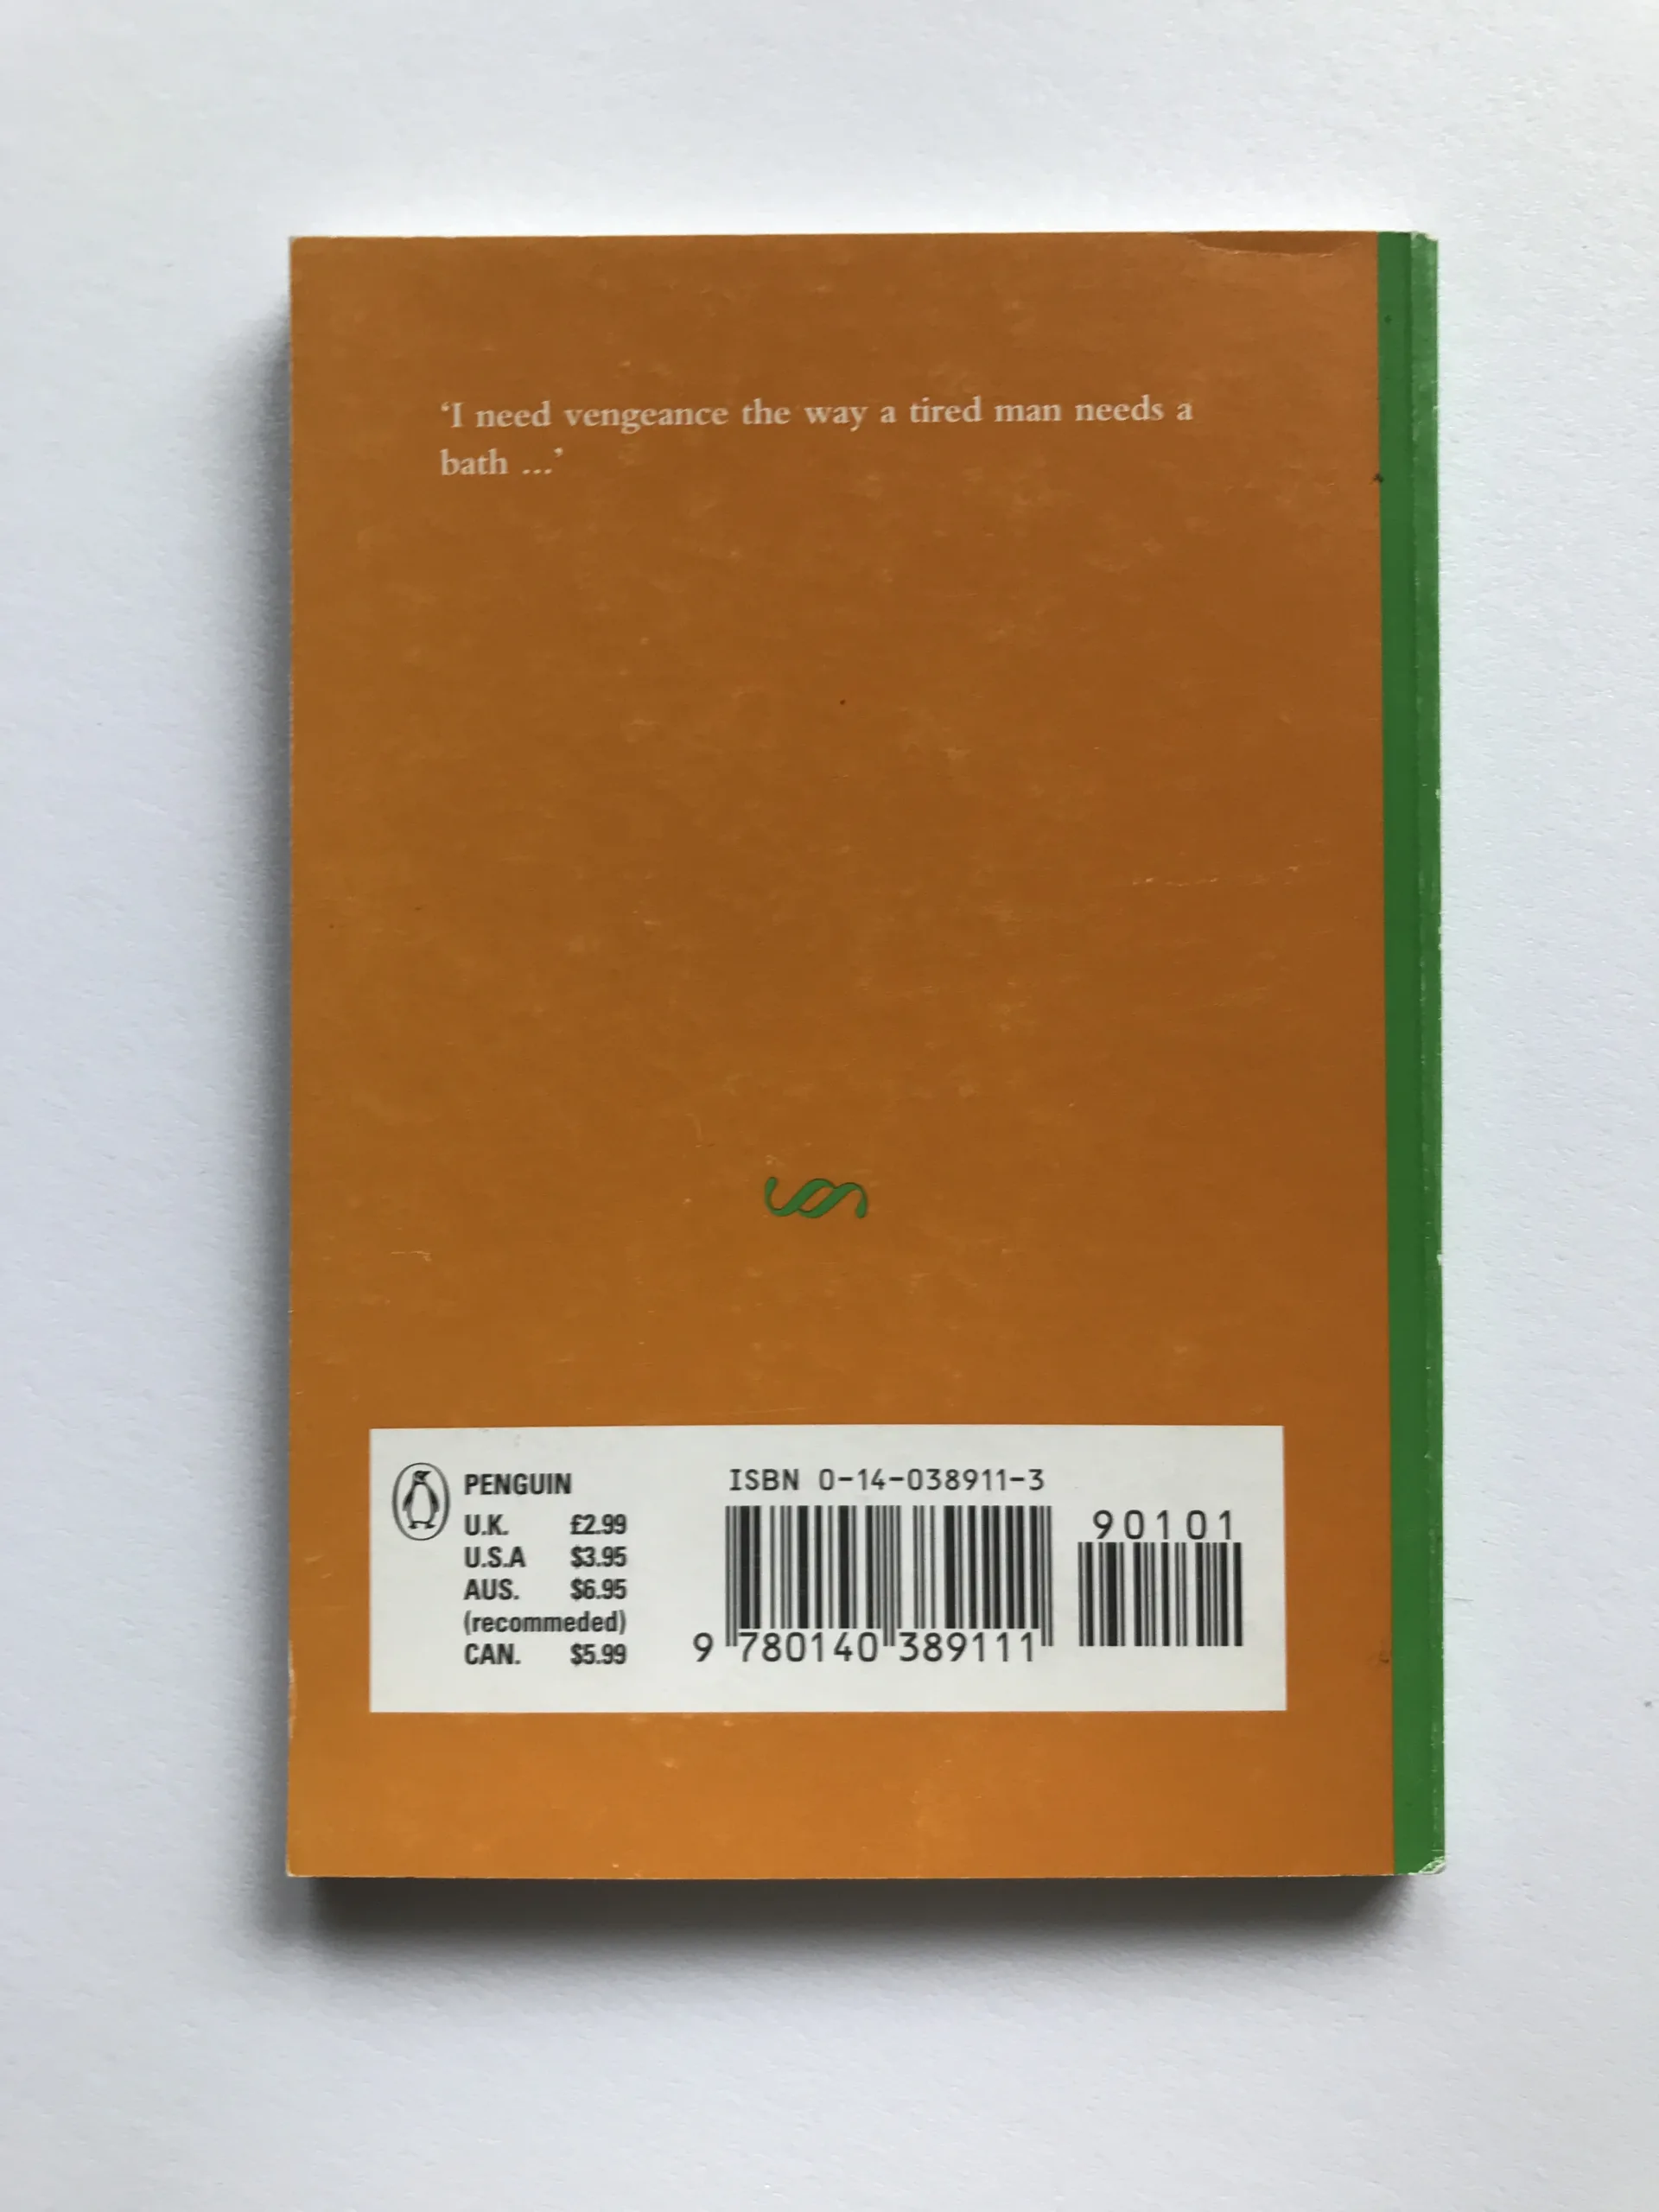 ‘I need vengeance the way a tired man needs a
bath ...’
PENGUIN
U.K. £2.99
U.S.A $3.95
AUS. $6.95
(recommeded)
CAN. $5.99
ISBN 0-14-038911-3
90101
9 780140 389111